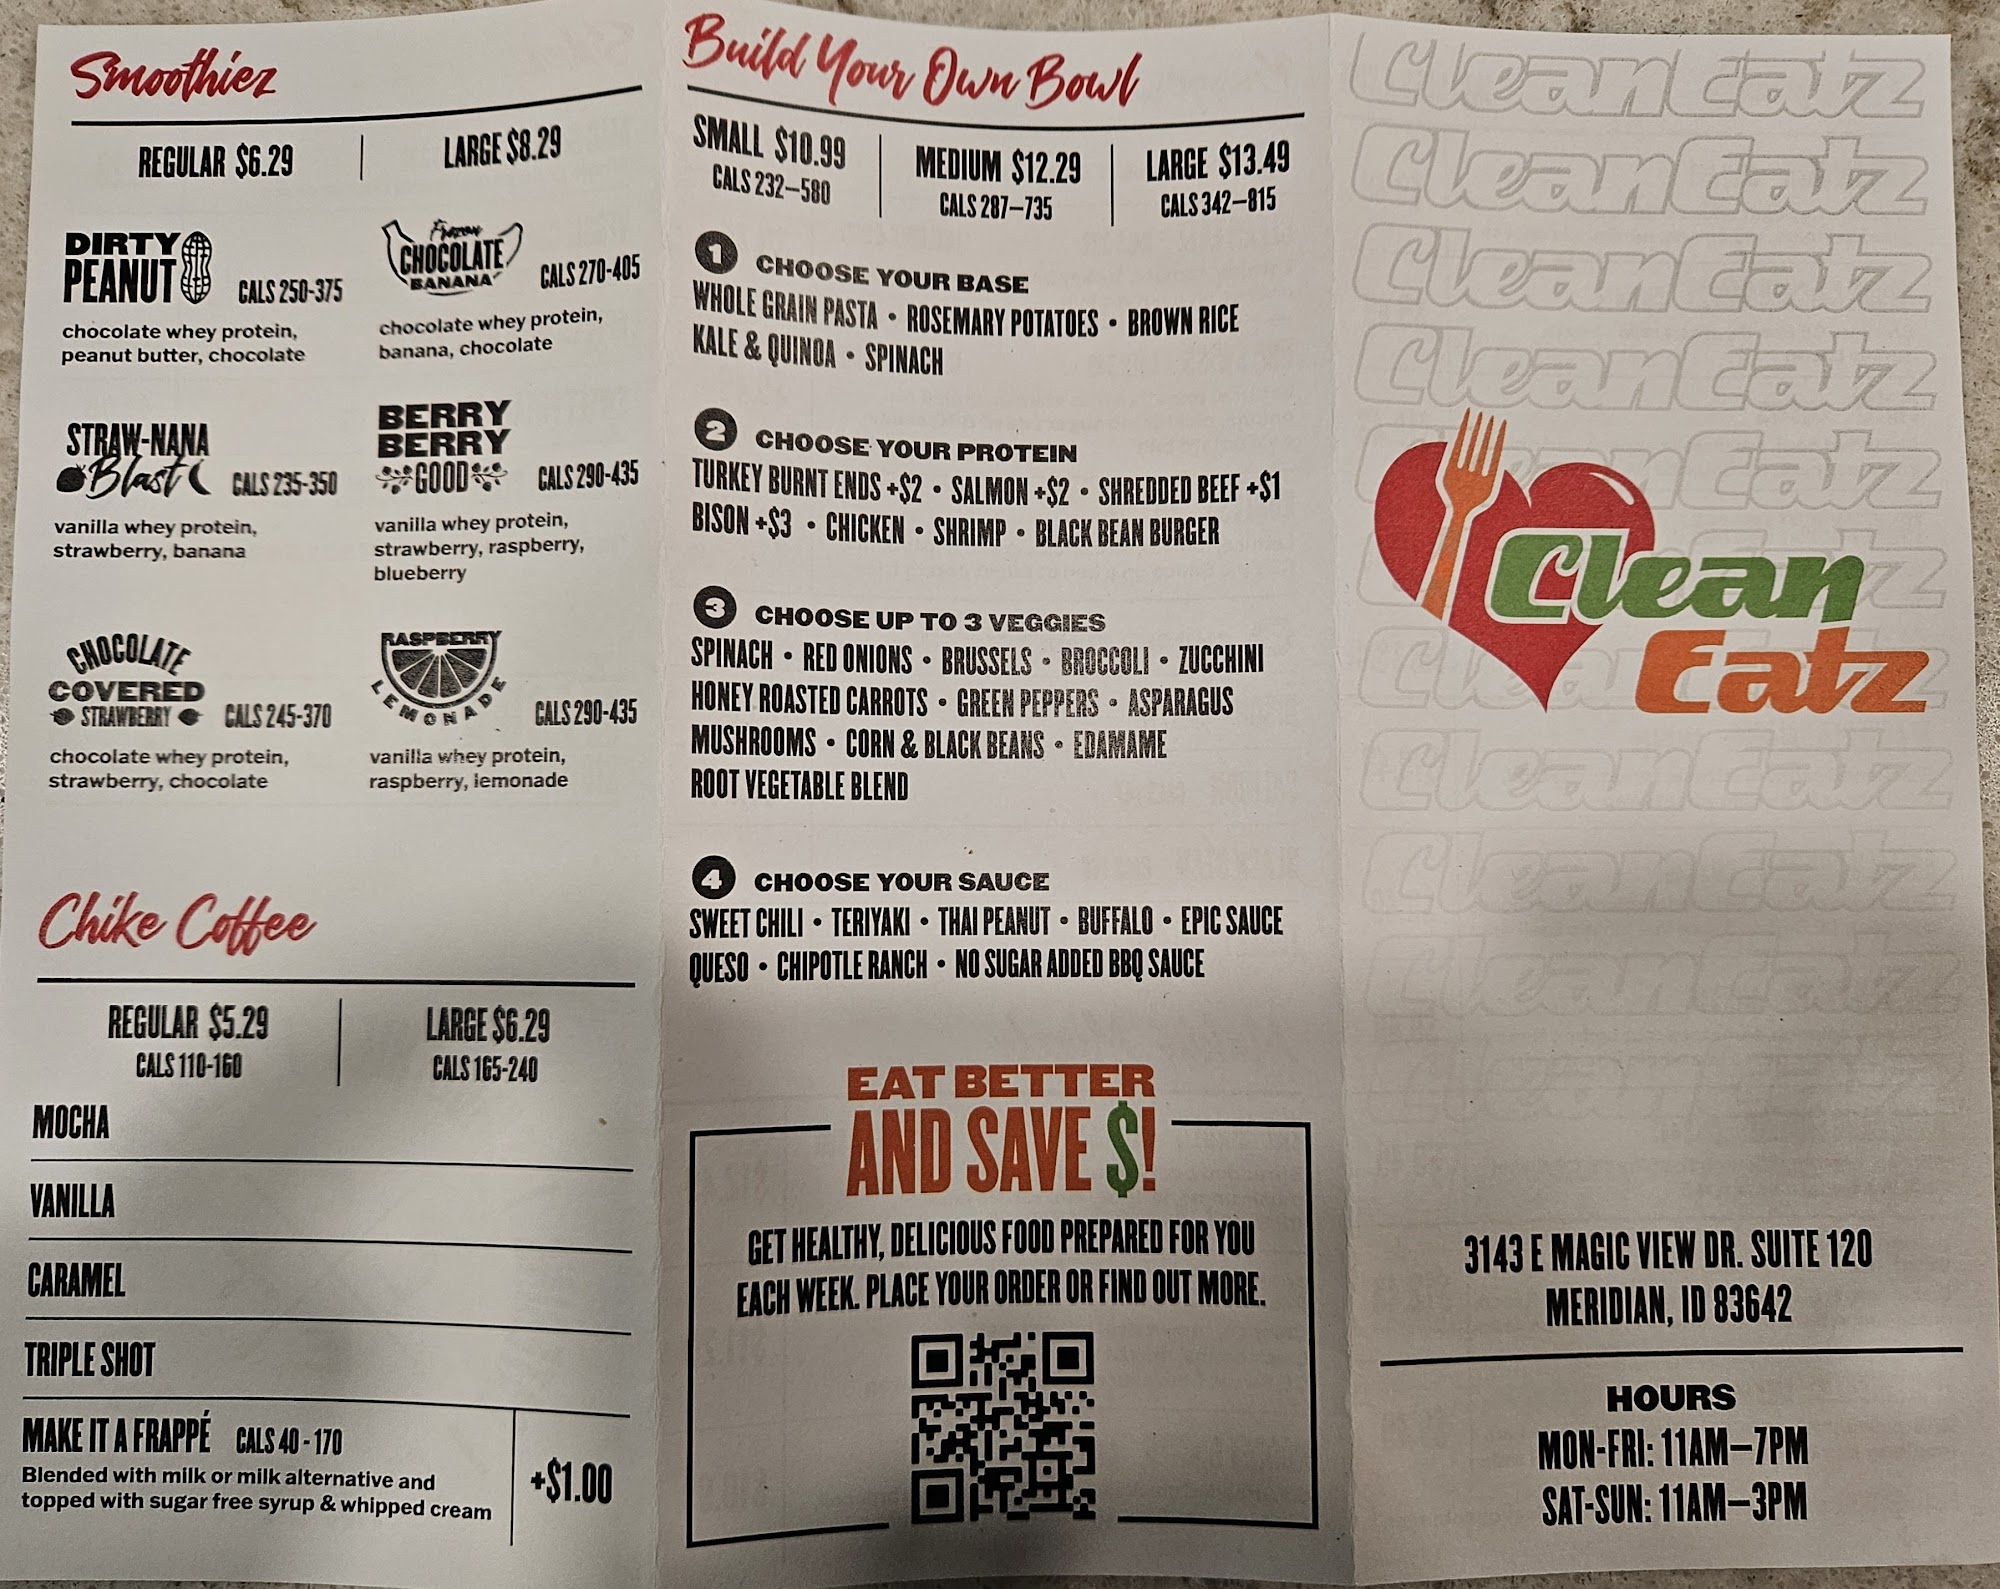 Smoothiez
REGULAR $6.29
LARGE $8.29
DIRTY
PEANUT
CALS 250-375
chocolate whey protein,
peanut butter, chocolate
Frozen
CHOCOLATE
BANANA
CALS 270-405
chocolate whey protein,
banana, chocolate
STRAW-NANA
Blast
CALS 235-350
vanilla whey protein,
strawberry, banana
BERRY
BERRY
GOOD
CALS 290-435
vanilla whey protein,
strawberry, raspberry,
blueberry
CHOCOLATE
COVERED
STRAWBERRY
CALS 245-370
chocolate whey protein,
strawberry, chocolate
RASPBERRY
LEMONADE
CALS 290-435
vanilla whey protein,
raspberry, lemonade
Chike Coffee
REGULAR $5.29
CALS 110-160
LARGE $6.29
CALS 165-240
MOCHA
VANILLA
CARAMEL
TRIPLE SHOT
MAKE IT A FRAPPÉ CALS 40 - 170
Blended with milk or milk alternative and
topped with sugar free syrup & whipped cream
+$1.00
Build Your Own Bowl
SMALL $10.99
CALS 232–580
MEDIUM $12.29
CALS 287–735
LARGE $13.49
CALS 342–815
1 CHOOSE YOUR BASE
WHOLE GRAIN PASTA • ROSEMARY POTATOES • BROWN RICE
KALE & QUINOA • SPINACH
2 CHOOSE YOUR PROTEIN
TURKEY BURNT ENDS +$2 • SALMON +$2 • SHREDDED BEEF +$1
BISON +$3 • CHICKEN • SHRIMP • BLACK BEAN BURGER
3 CHOOSE UP TO 3 VEGGIES
SPINACH • RED ONIONS • BRUSSELS • BROCCOLI • ZUCCHINI
HONEY ROASTED CARROTS • GREEN PEPPERS • ASPARAGUS
MUSHROOMS • CORN & BLACK BEANS • EDAMAME
ROOT VEGETABLE BLEND
4 CHOOSE YOUR SAUCE
SWEET CHILI • TERIYAKI • THAI PEANUT • BUFFALO • EPIC SAUCE
QUESO • CHIPOTLE RANCH • NO SUGAR ADDED BBQ SAUCE
EAT BETTER
AND SAVE $!
GET HEALTHY, DELICIOUS FOOD PREPARED FOR YOU
EACH WEEK. PLACE YOUR ORDER OR FIND OUT MORE.
CleanEatz
CleanEatz
CleanEatz
CleanEatz
CleanEatz
Clean
Eatz
CleanEatz
CleanEatz
CleanEatz
CleanEatz
3143 E MAGIC VIEW DR. SUITE 120
MERIDIAN, ID 83642
HOURS
MON-FRI: 11AM–7PM
SAT-SUN: 11AM–3PM